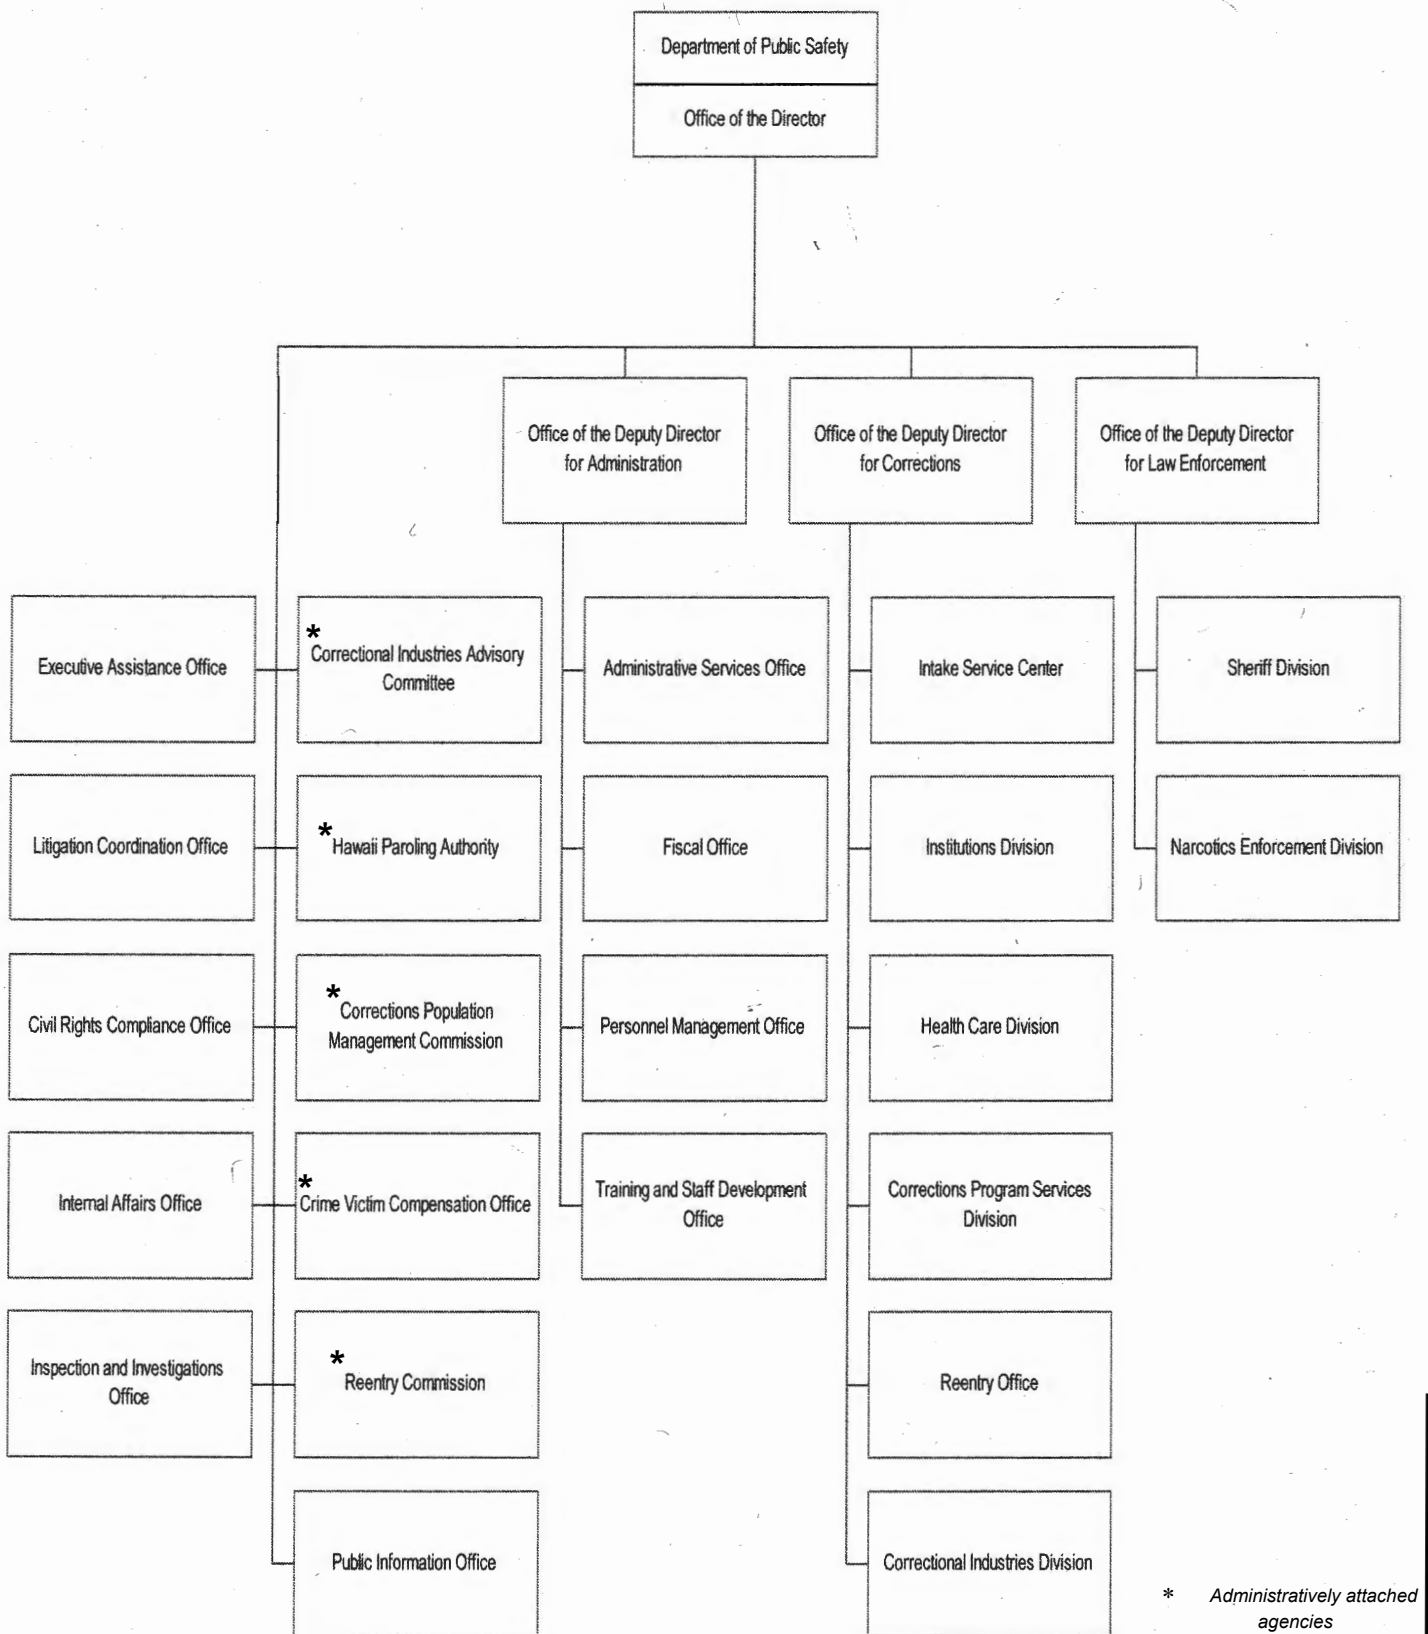 Department of Public Safety
Office of the Director
Office of the Deputy Director
for Administration
Office of the Deputy Director
for Corrections
Office of the Deputy Director
for Law Enforcement
Executive Assistance Office
*
Correctional Industries Advisory
Committee
Administrative Services Office
Intake Service Center
Sheriff Division
Litigation Coordination Office
*
Hawaii Paroling Authority
Fiscal Office
Institutions Division
Narcotics Enforcement Division
Civil Rights Compliance Office
*
Corrections Population
Management Commission
Personnel Management Office
Health Care Division
Internal Affairs Office
*
Crime Victim Compensation Office
Training and Staff Development
Office
Corrections Program Services
Division
Inspection and Investigations
Office
*
Reentry Commission
Reentry Office
Public Information Office
Correctional Industries Division
* Administratively attached
agencies